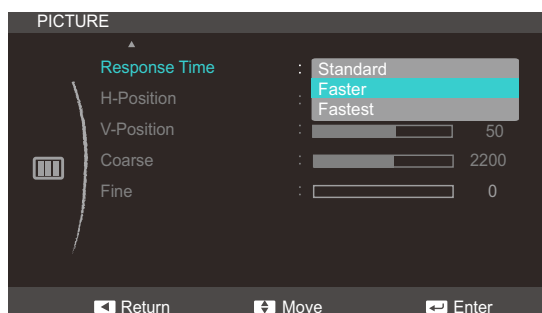 PICTURE
Response Time : Standard
Faster
H-Position :
Fastest
V-Position : 50
Coarse : 2200
Fine : 0
Return Move Enter